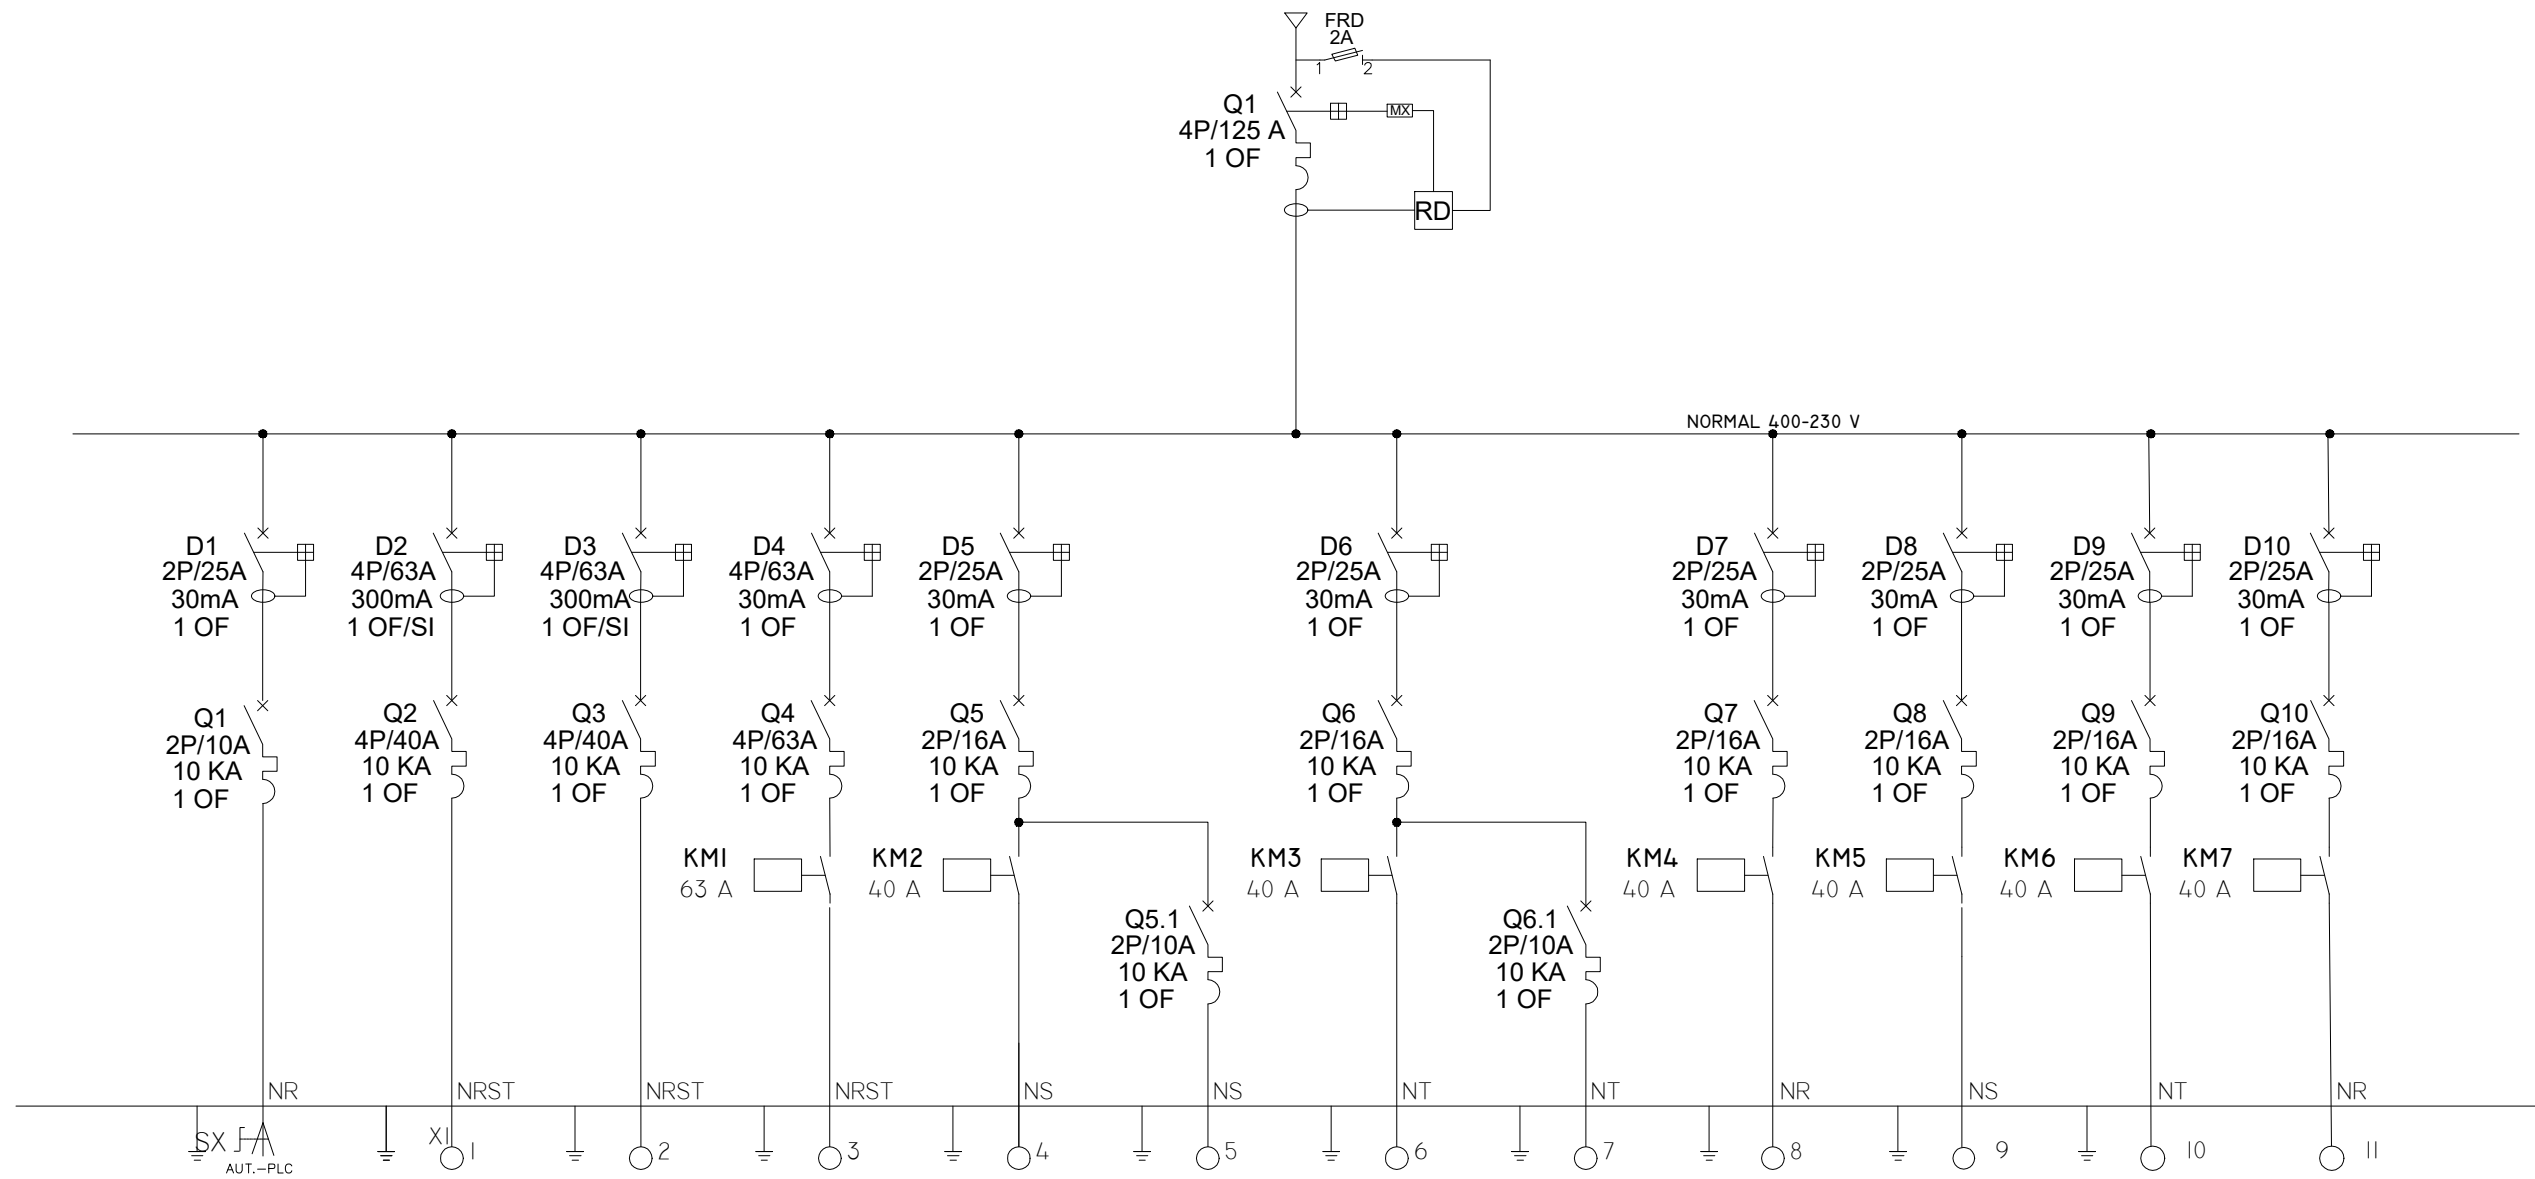 FRD
2A
1 2
Q1
4P/125 A
1 OF
MX
RD
NORMAL 400-230 V
D1
2P/25A
30mA
1 OF
D2
4P/63A
300mA
1 OF/SI
D3
4P/63A
300mA
1 OF/SI
D4
4P/63A
30mA
1 OF
D5
2P/25A
30mA
1 OF
D6
2P/25A
30mA
1 OF
D7
2P/25A
30mA
1 OF
D8
2P/25A
30mA
1 OF
D9
2P/25A
30mA
1 OF
D10
2P/25A
30mA
1 OF
Q1
2P/10A
10 KA
1 OF
Q2
4P/40A
10 KA
1 OF
Q3
4P/40A
10 KA
1 OF
Q4
4P/63A
10 KA
1 OF
Q5
2P/16A
10 KA
1 OF
Q6
2P/16A
10 KA
1 OF
Q7
2P/16A
10 KA
1 OF
Q8
2P/16A
10 KA
1 OF
Q9
2P/16A
10 KA
1 OF
Q10
2P/16A
10 KA
1 OF
KM1
63 A
KM2
40 A
KM3
40 A
KM4
40 A
KM5
40 A
KM6
40 A
KM7
40 A
Q5.1
2P/10A
10 KA
1 OF
Q6.1
2P/10A
10 KA
1 OF
NR NRST NRST NRST NS NS NT NT NR NS NT NR
SX X1 1 2 3 4 5 6 7 8 9 10 11
AUT.-PLC